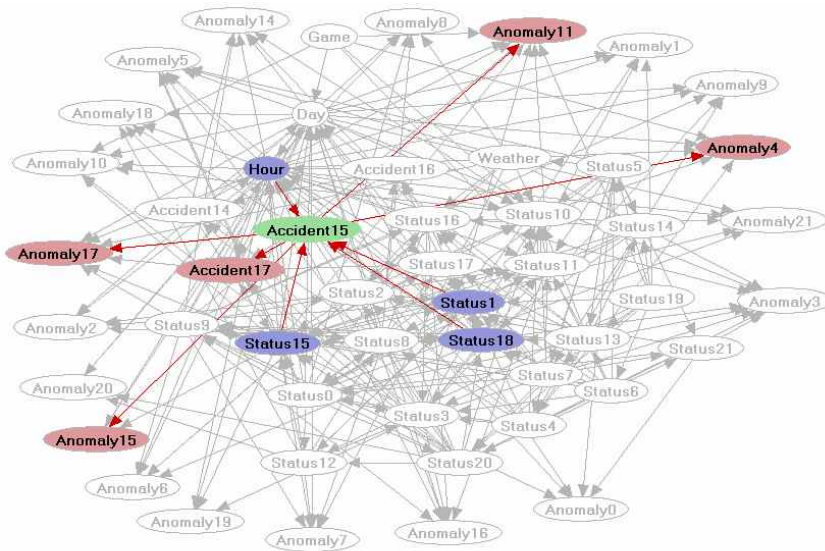 Anomaly14
Anomaly8
Game
Anomaly11
Anomaly5
Anomaly1
Anomaly9
Anomaly18
Day
Anomaly10
Hour
Accident16
Weather
Status5
Anomaly4
Accident14
Accident15
Status16
Status10
Status14
Anomaly21
Anomaly17
Accident17
Status17
Status11
Status2
Status1
Status19
Anomaly3
Anomaly2
Status9
Status15
Status8
Status18
Status13
Status21
Anomaly20
Status0
Status7
Status6
Status3
Status4
Anomaly15
Status12
Status20
Anomaly6
Anomaly19
Anomaly7
Anomaly16
Anomaly0